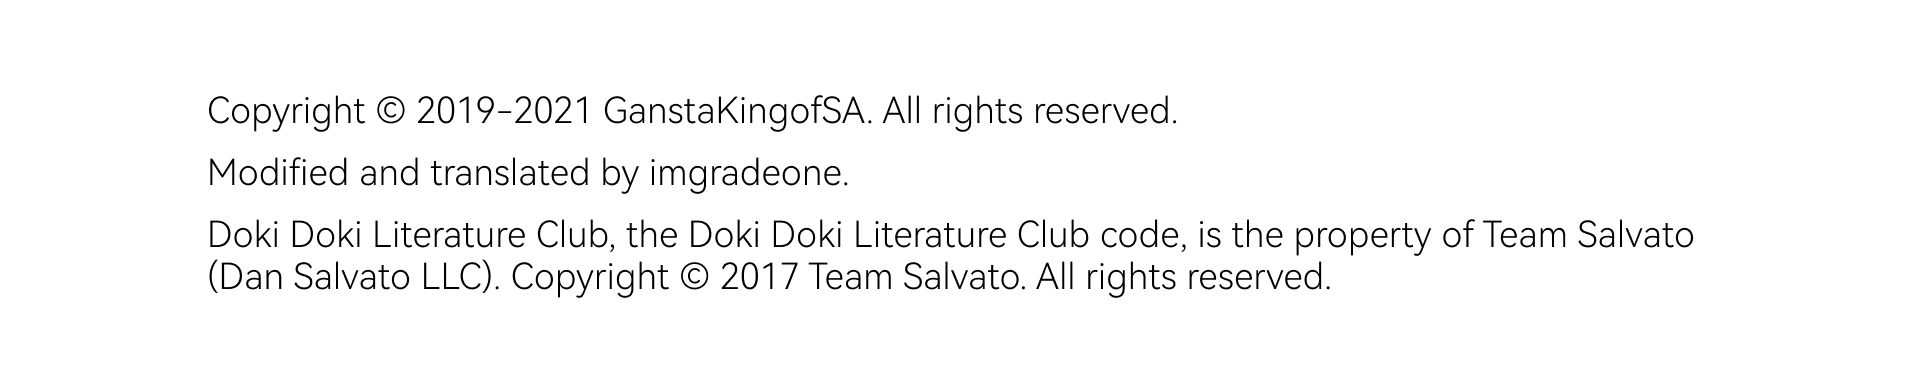 Copyright © 2019-2021 GanstaKingofSA. All rights reserved.
Modified and translated by imgradeone.
Doki Doki Literature Club, the Doki Doki Literature Club code, is the property of Team Salvato
(Dan Salvato LLC). Copyright © 2017 Team Salvato. All rights reserved.